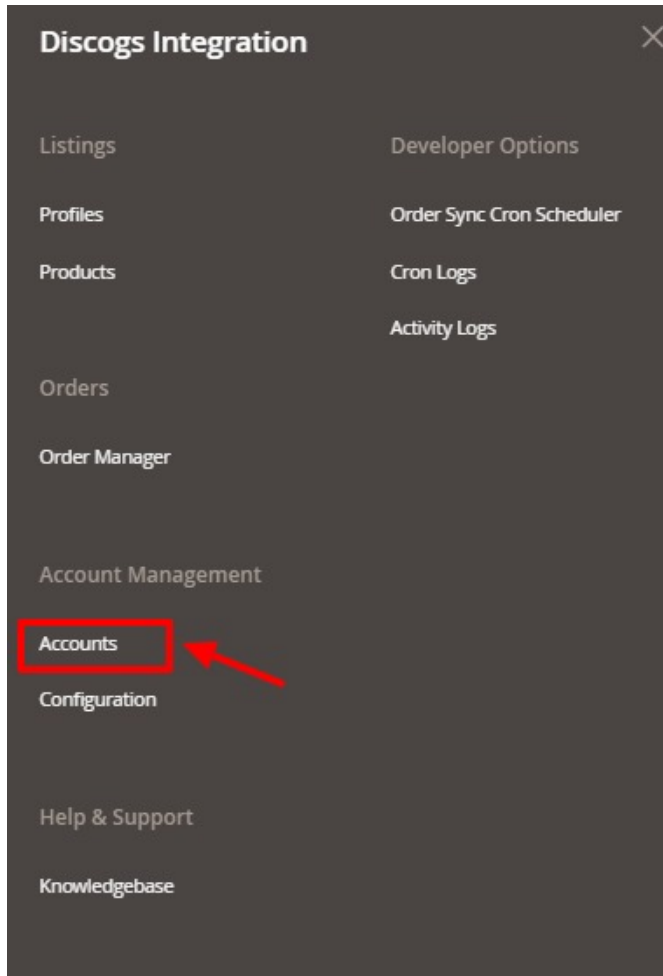 Discogs Integration
Listings
Profiles
Products
Orders
Order Manager
Account Management
Accounts
Configuration
Help & Support
Knowledgebase
Developer Options
Order Sync Cron Scheduler
Cron Logs
Activity Logs